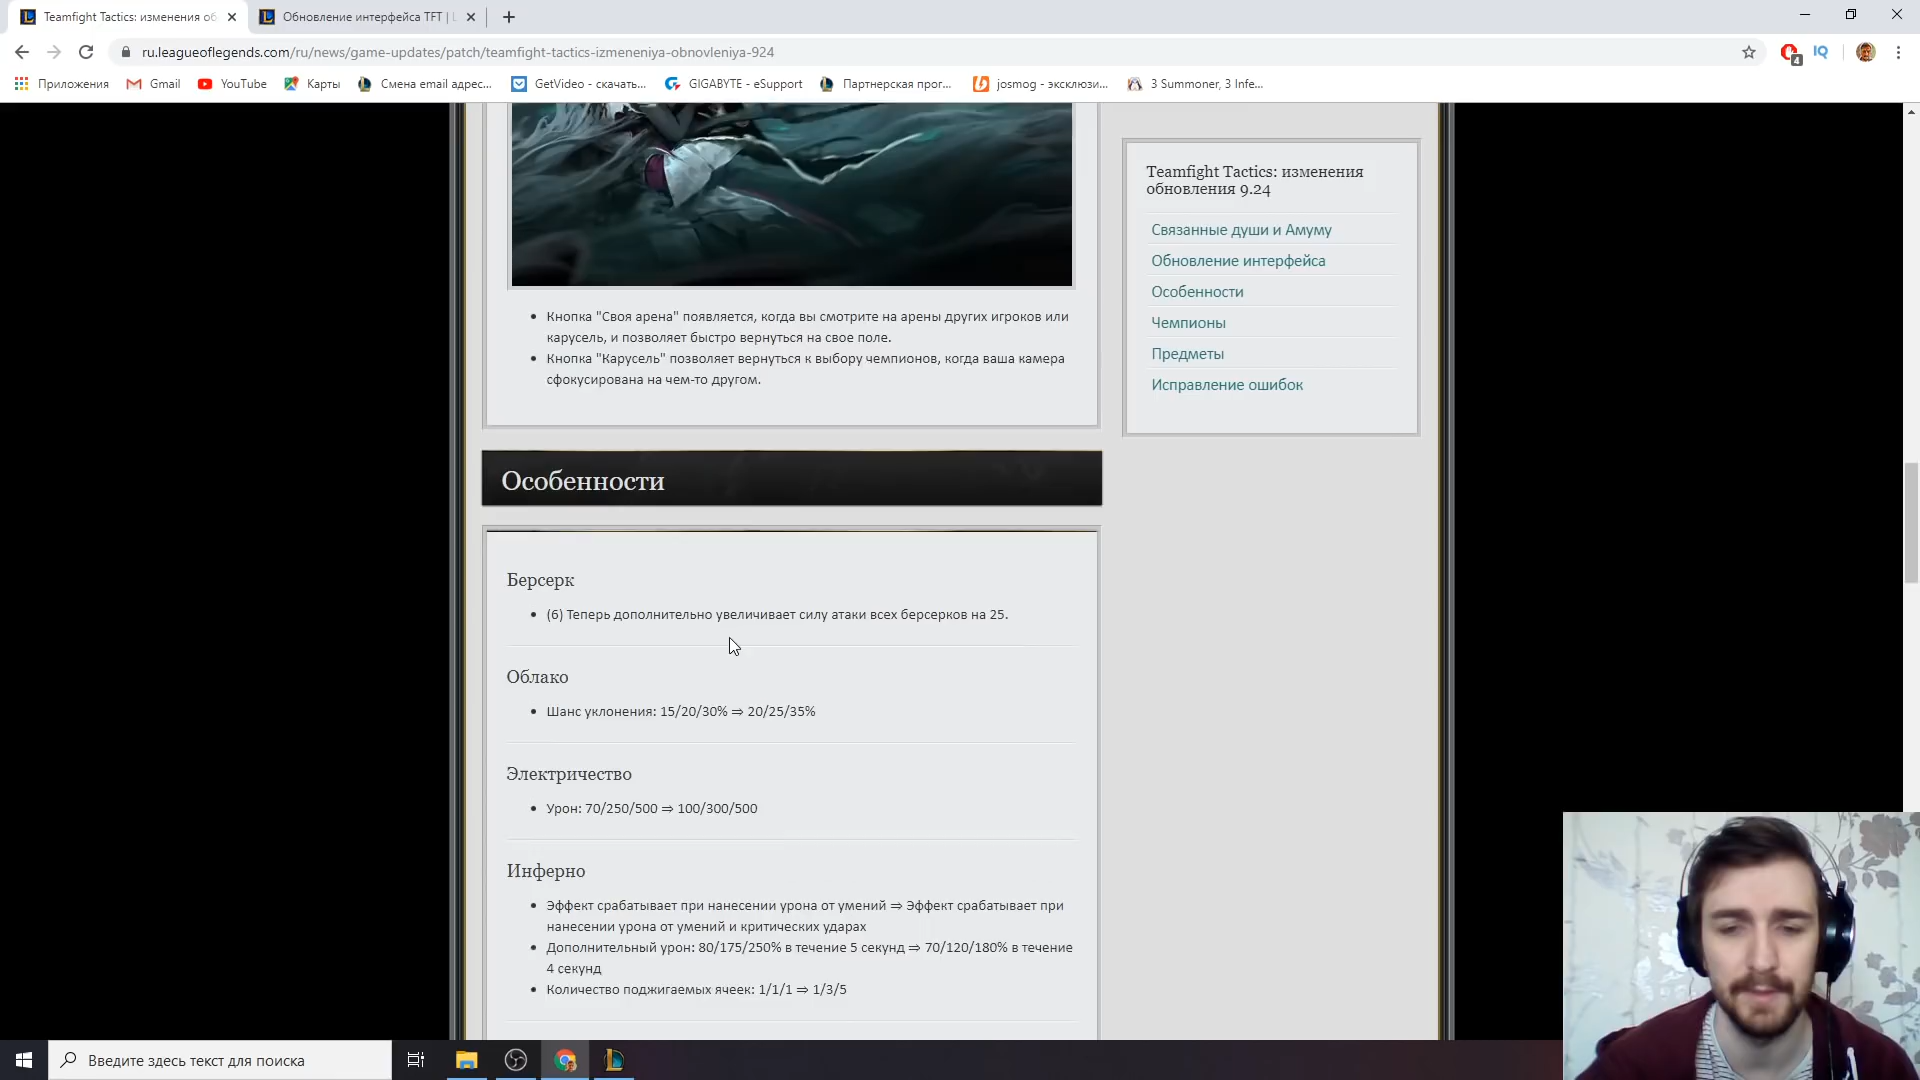 Teamfight Tactics: изменения об
Обновление интерфейса TFT | L
ru.leagueoflegends.com/ru/news/game-updates/patch/teamfight-tactics-izmeneniya-obnovleniya-924
4
IQ
Приложения
Gmail
YouTube
Карты
Смена email адрес...
GetVideo - скачать...
GIGABYTE - eSupport
Партнерская прог...
josmog - эксклюзи...
3 Summoner, 3 Infe...
Кнопка "Своя арена" появляется, когда вы смотрите на арены других игроков или
карусель, и позволяет быстро вернуться на свое поле.
Кнопка "Карусель" позволяет вернуться к выбору чемпионов, когда ваша камера
сфокусирована на чем-то другом.
Особенности
Берсерк
(6) Теперь дополнительно увеличивает силу атаки всех берсерков на 25.
Облако
Шанс уклонения: 15/20/30% ⇒ 20/25/35%
Электричество
Урон: 70/250/500 ⇒ 100/300/500
Инферно
Эффект срабатывает при нанесении урона от умений ⇒ Эффект срабатывает при
нанесении урона от умений и критических ударах
Дополнительный урон: 80/175/250% в течение 5 секунд ⇒ 70/120/180% в течение
4 секунд
Количество поджигаемых ячеек: 1/1/1 ⇒ 1/3/5
Teamfight Tactics: изменения
обновления 9.24
Связанные души и Амуму
Обновление интерфейса
Особенности
Чемпионы
Предметы
Исправление ошибок
Введите здесь текст для поиска